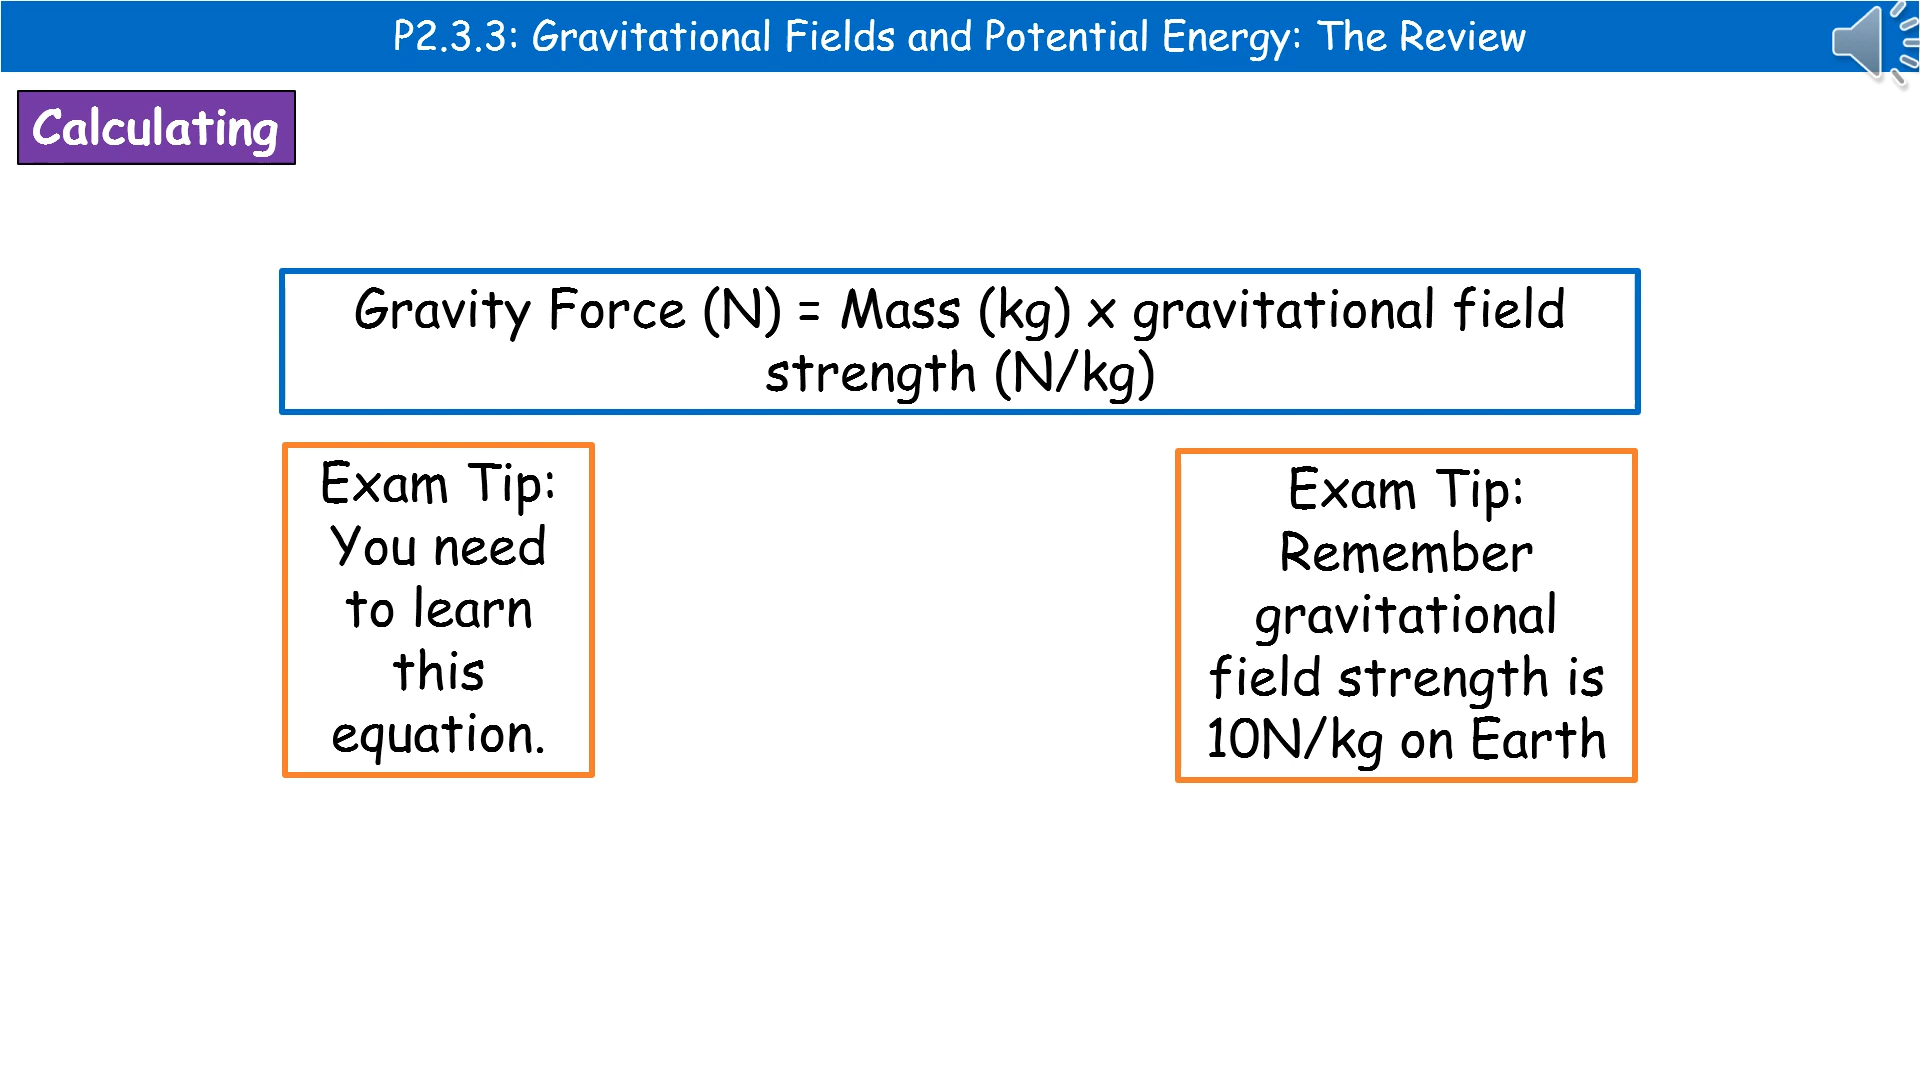 P2.3.3: Gravitational Fields and Potential Energy: The Review
Calculating
Gravity Force (N) = Mass (kg) x gravitational field
strength (N/kg)
Exam Tip:
You need
to learn
this
equation.
Exam Tip:
Remember
gravitational
field strength is
10N/kg on Earth